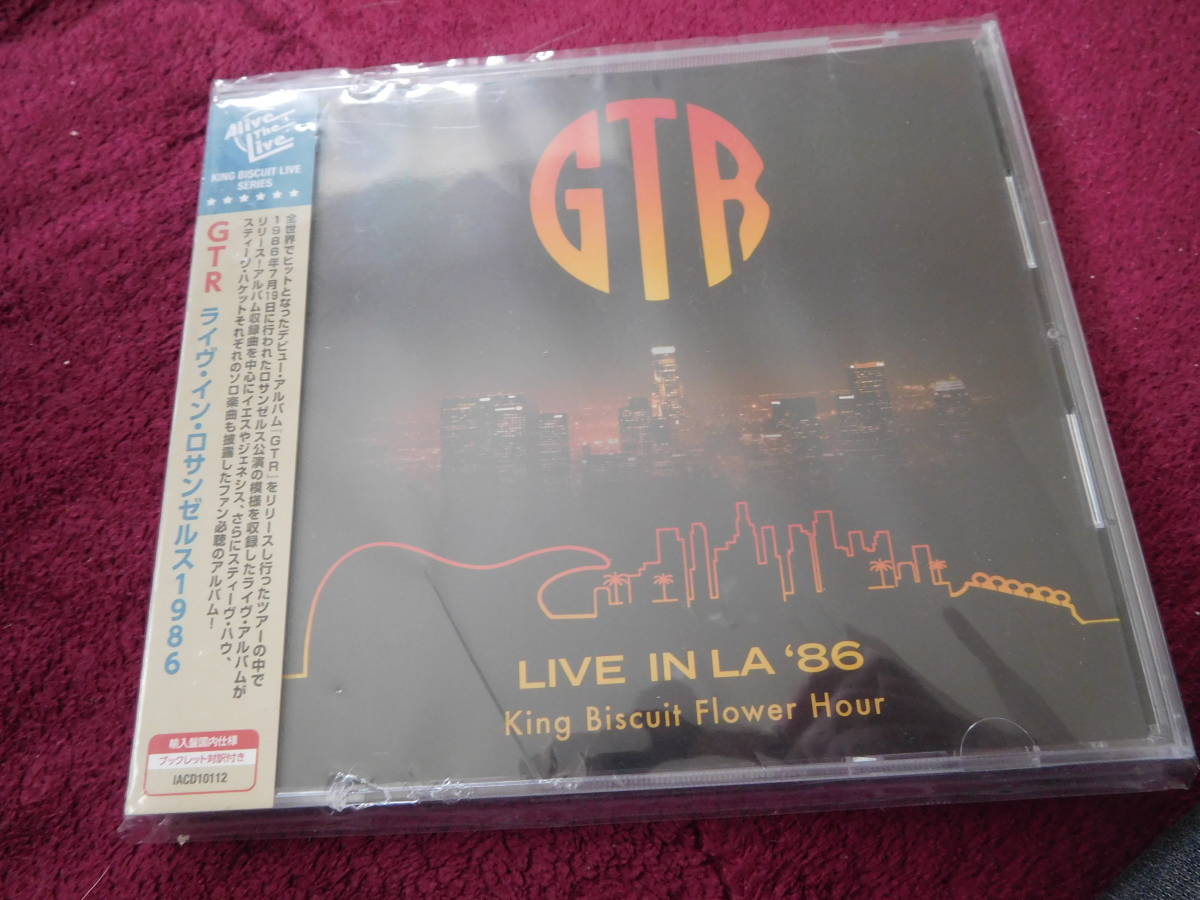 Alive
The
Live
KING BISCUIT LIVE
SERIES
GTR ライヴ・イン・ロサンゼルス1986
全世界でヒットとなったデビュー・アルバム『GTR』をリリースし行ったツアーの中で
1986年7月19日に行われたロサンゼルス公演の模様を収録したライヴ・アルバムが
リリース!アルバム収録曲を中心にイエスやジェネシス、さらにスティーヴ・ハウ、
スティーヴ・ハケットそれぞれのソロ楽曲も披露したファン必聴のアルバム!
輸入盤国内仕様
ブックレット対訳付き
IACD10112
GTR
LIVE IN LA ‘86
King Biscuit Flower Hour